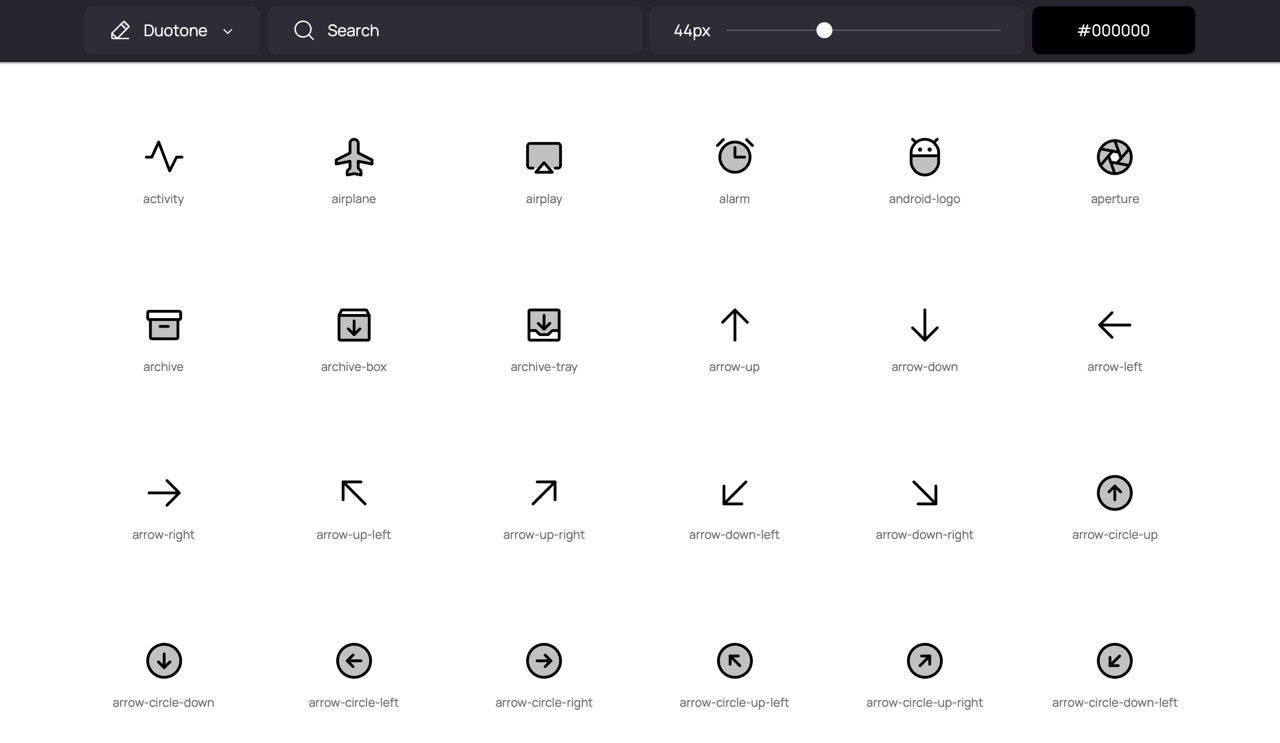 Duotone
Search
44px
#000000
activity
airplane
airplay
alarm
android-logo
aperture
archive
archive-box
archive-tray
arrow-up
arrow-down
arrow-left
arrow-right
arrow-up-left
arrow-up-right
arrow-down-left
arrow-down-right
arrow-circle-up
arrow-circle-down
arrow-circle-left
arrow-circle-right
arrow-circle-up-left
arrow-circle-up-right
arrow-circle-down-left